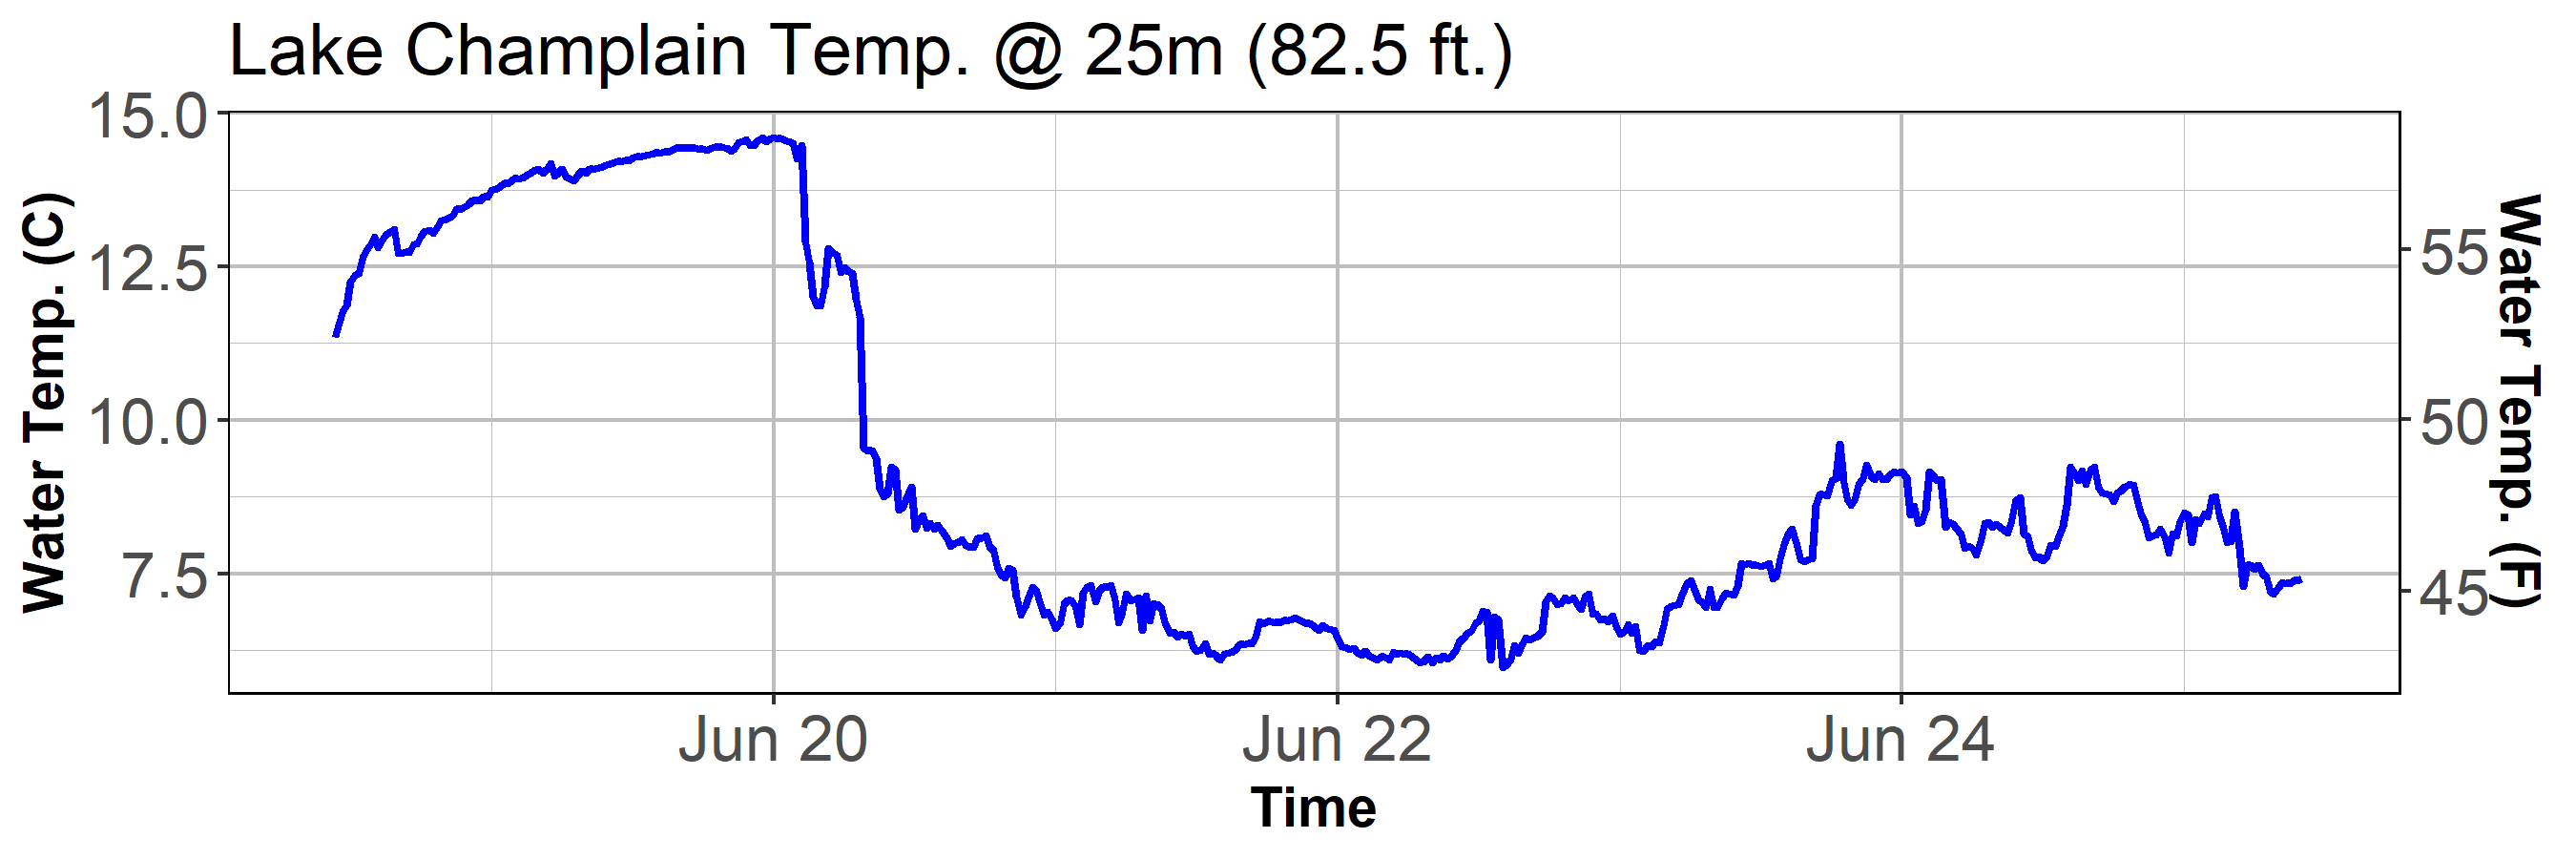 Lake Champlain Temp. @ 25m (82.5 ft.)
Water Temp. (C)
15.0
12.5
10.0
7.5
Water Temp. (F)
55
50
45
Jun 20
Jun 22
Jun 24
Time